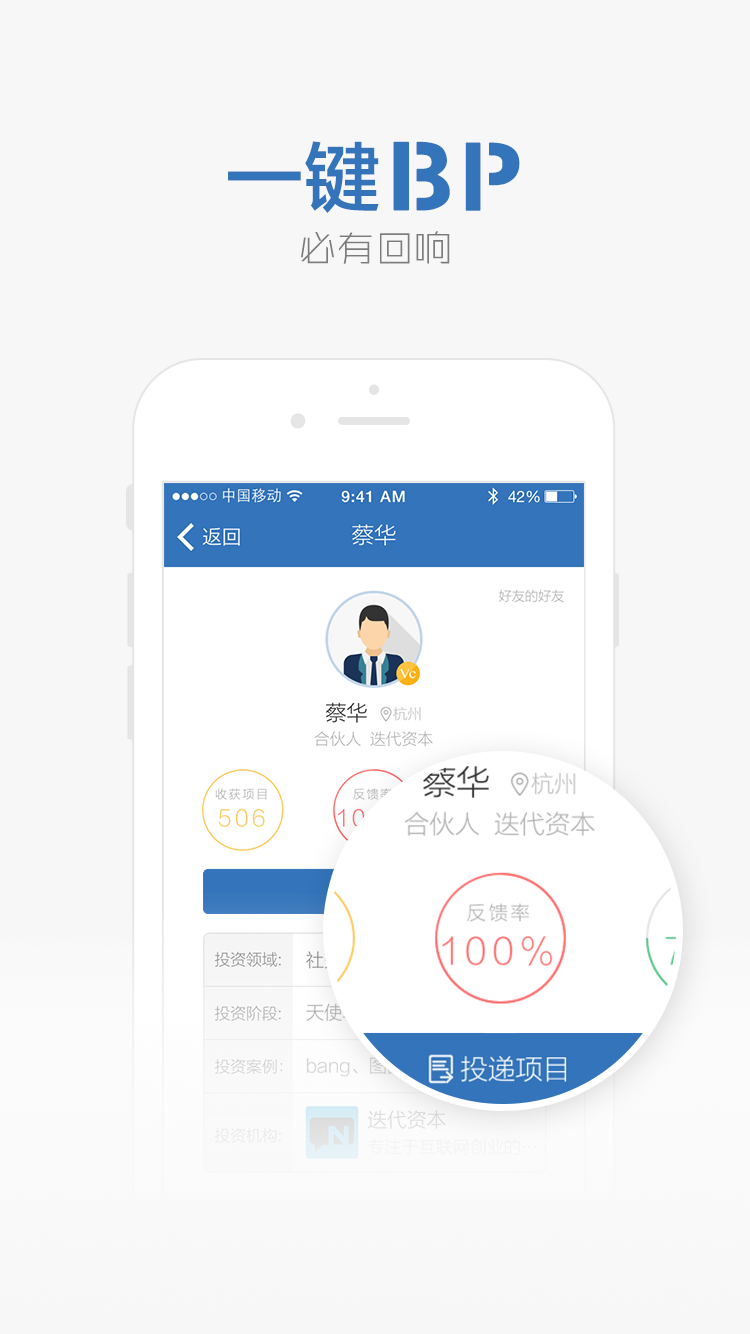 一键BP
必有回响
中国移动 9:41 AM 42%
返回 蔡华
好友的好友
Vc
蔡华 杭州
合伙人 迭代资本
收获项目
506
反馈率
蔡华 杭州
合伙人 迭代资本
反馈率
100%
投递项目
投资领域:
投资阶段: 天使
投资案例: bang、
投资机构: 迭代资本
专注于互联网创业的…